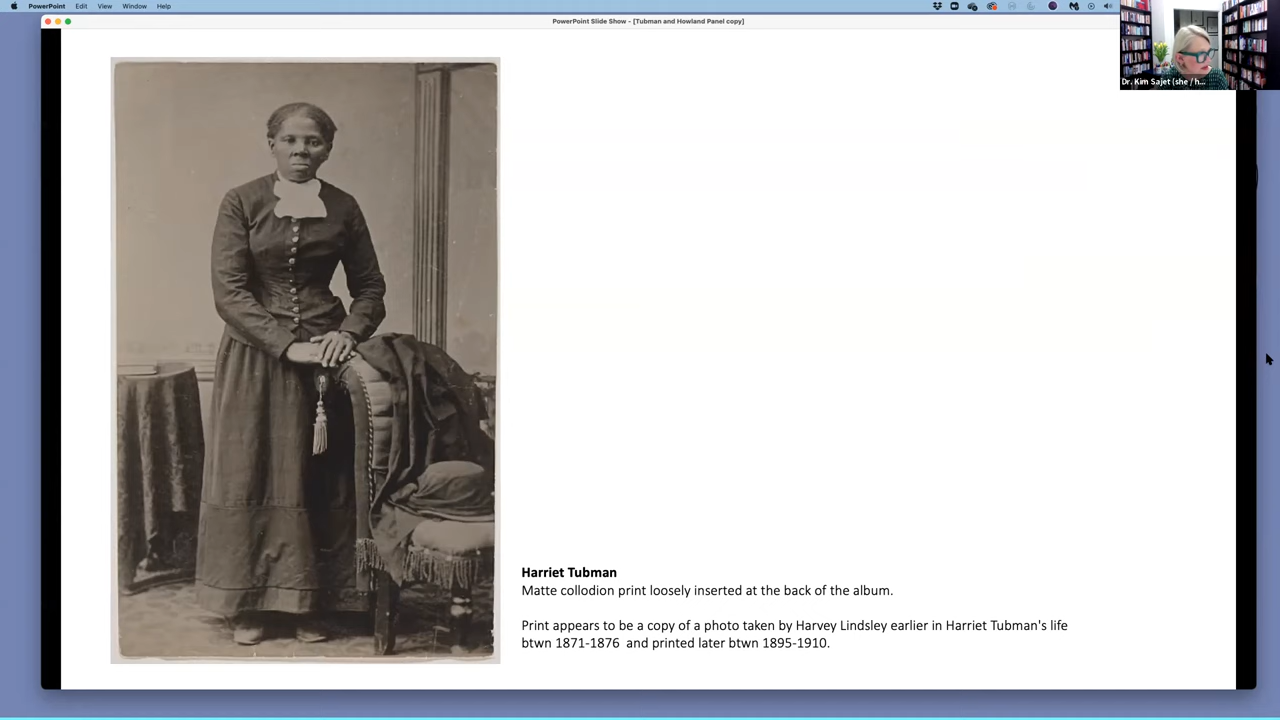 PowerPoint Edit View Window Help
PowerPoint Slide Show - [Tubman and Howland Panel copy]
Dr. Kim Sajet (she / h...
Harriet Tubman
Matte collodion print loosely inserted at the back of the album.
Print appears to be a copy of a photo taken by Harvey Lindsley earlier in Harriet Tubman's life
btwn 1871-1876 and printed later btwn 1895-1910.